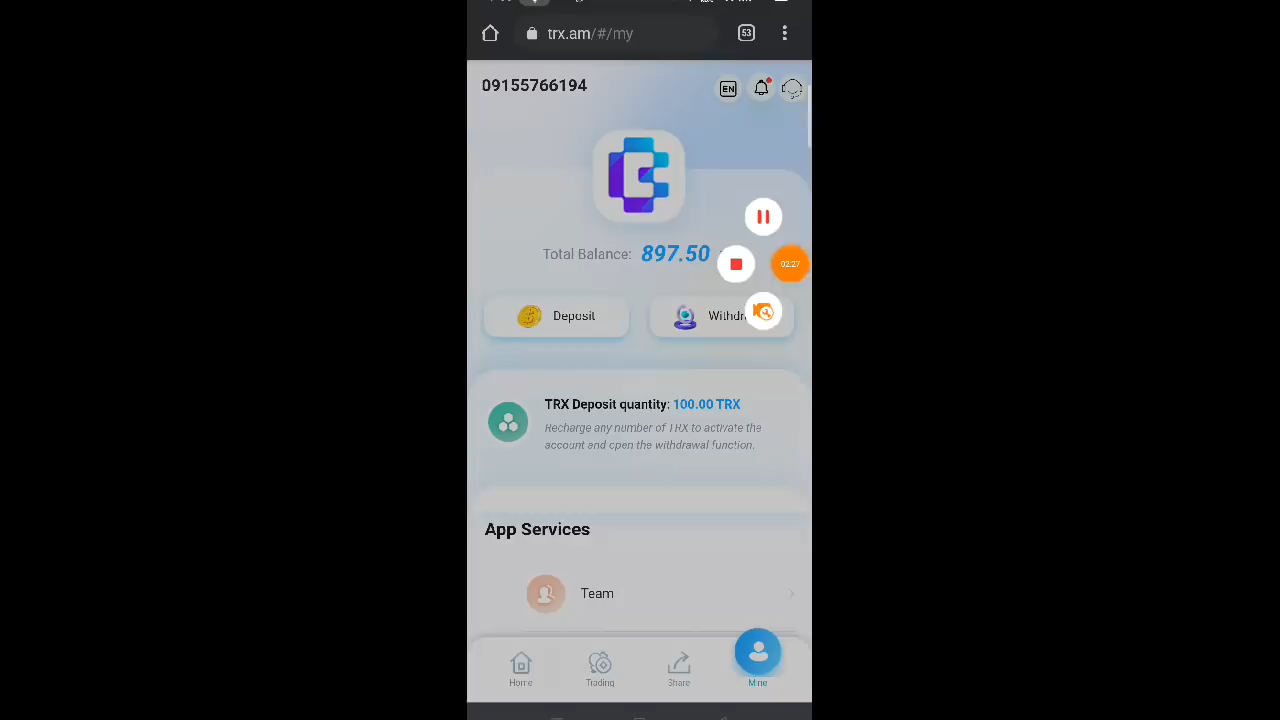 trx.am/#/my
53
09155766194
EN
Total Balance: 897.50
02:27
Deposit
TRX Deposit quantity: 100.00 TRX
Recharge any number of TRX to activate the
account and open the withdrawal function.
App Services
Team
Home
Trading
Share
Mine